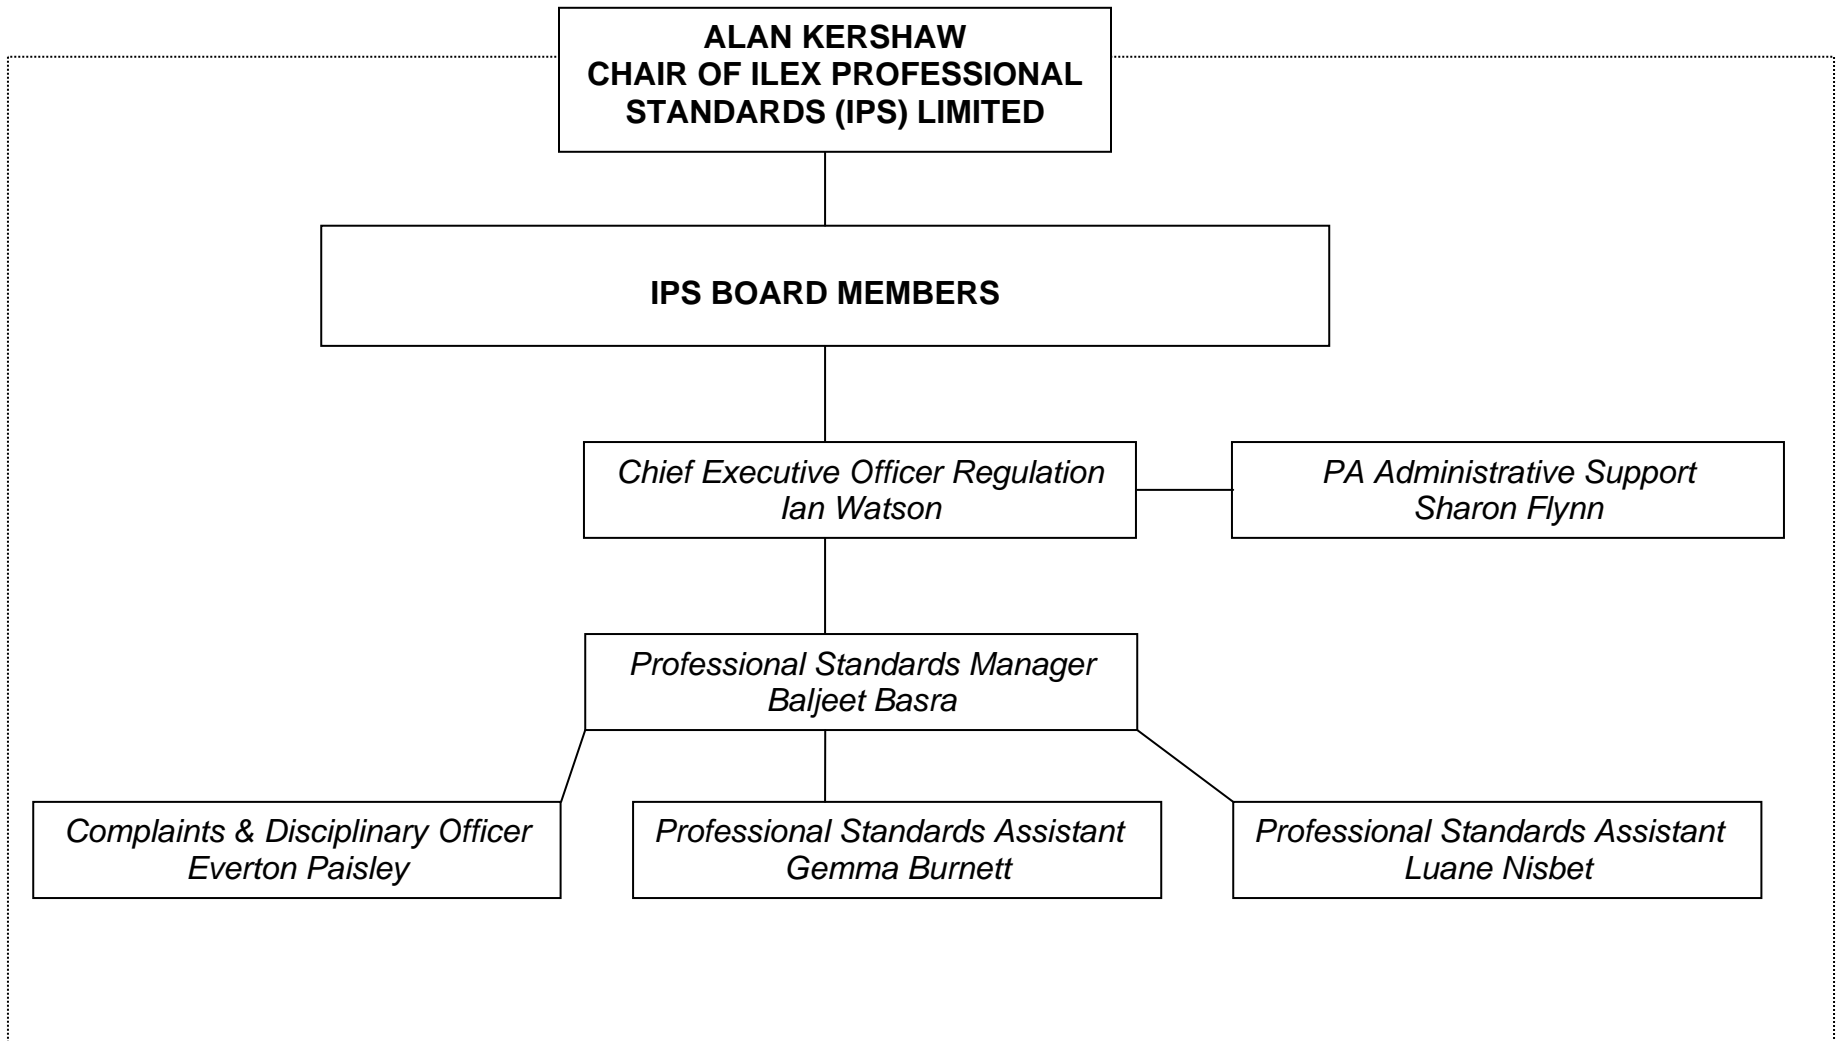 ALAN KERSHAW
CHAIR OF ILEX PROFESSIONAL
STANDARDS (IPS) LIMITED
IPS BOARD MEMBERS
Chief Executive Officer Regulation
Ian Watson
PA Administrative Support
Sharon Flynn
Professional Standards Manager
Baljeet Basra
Complaints & Disciplinary Officer
Everton Paisley
Professional Standards Assistant
Gemma Burnett
Professional Standards Assistant
Luane Nisbet